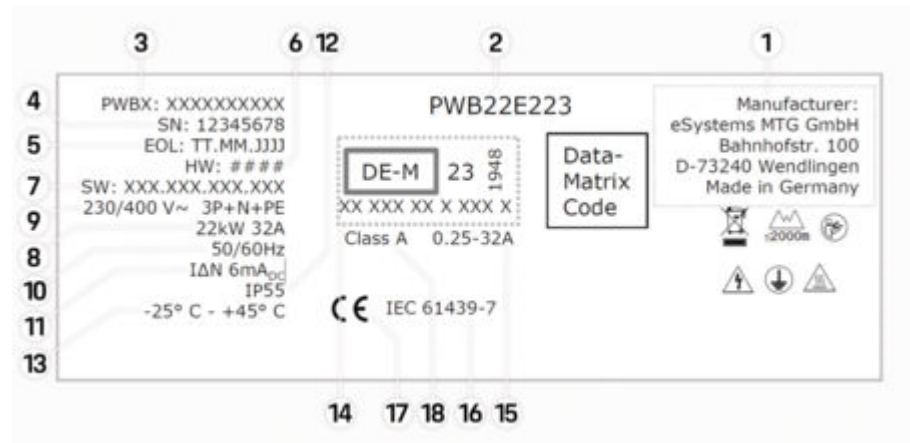 3 6 12 2 1
4
5
7
9
8
10
11
13
PWBX: XXXXXXXXXX
SN: 12345678
EOL: TT.MM.JJJJ
HW: ####
SW: XXX.XXX.XXX.XXX
230/400 V~ 3P+N+PE
22kW 32A
50/60Hz
IΔN 6mADC
IP55
-25° C - +45° C
PWB22E223
DE-M 23 1948
XX XXX XX X XXX X
Class A 0.25-32A
CE IEC 61439-7
Data-
Matrix
Code
Manufacturer:
eSystems MTG GmbH
Bahnhofstr. 100
D-73240 Wendlingen
Made in Germany
≤2000m
14 17 18 16 15